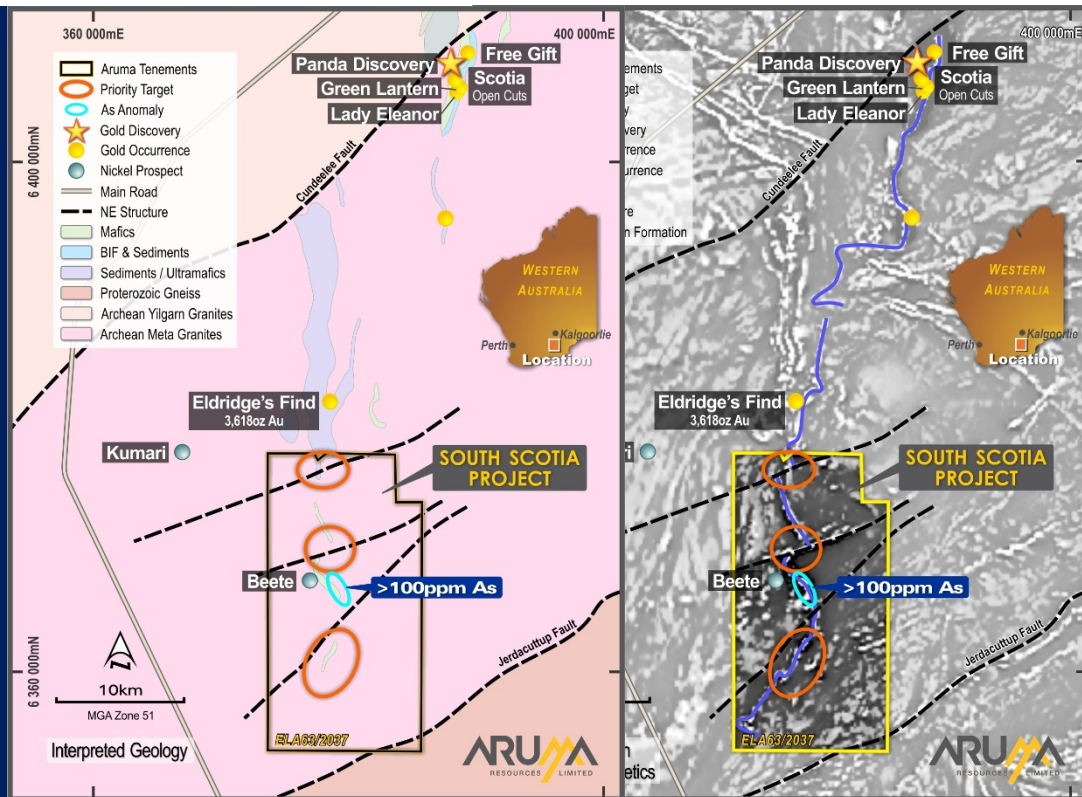 360 000mE
400 000mE
6 400 000mN
6 360 000mN
Aruma Tenements
Priority Target
As Anomaly
Gold Discovery
Gold Occurrence
Nickel Prospect
Main Road
NE Structure
Mafics
BIF & Sediments
Sediments / Ultramafics
Proterozoic Gneiss
Archean Yilgarn Granites
Archean Meta Granites
Panda Discovery
Free Gift
Green Lantern
Scotia
Open Cuts
Lady Eleanor
Cundeelee Fault
WESTERN
AUSTRALIA
Kalgoorlie
Perth
Location
Eldridge's Find
3,618oz Au
Kumari
SOUTH SCOTIA
PROJECT
Beete
>100ppm As
Jerdacuttup Fault
10km
MGA Zone 51
Interpreted Geology
ELA63/2037
ARUMA
RESOURCES LIMITED
400 000mE
ements
get
y
very
rrence
urrence
re
n Formation
Panda Discovery
Free Gift
Green Lantern
Scotia
Open Cuts
Lady Eleanor
Cundeelee Fault
WESTERN
AUSTRALIA
Kalgoorlie
Perth
Location
Eldridge's Find
3,618oz Au
ri
SOUTH SCOTIA
PROJECT
Beete
>100ppm As
Jerdacuttup Fault
n
etics
ELA63/2037
ARUMA
RESOURCES LIMITED